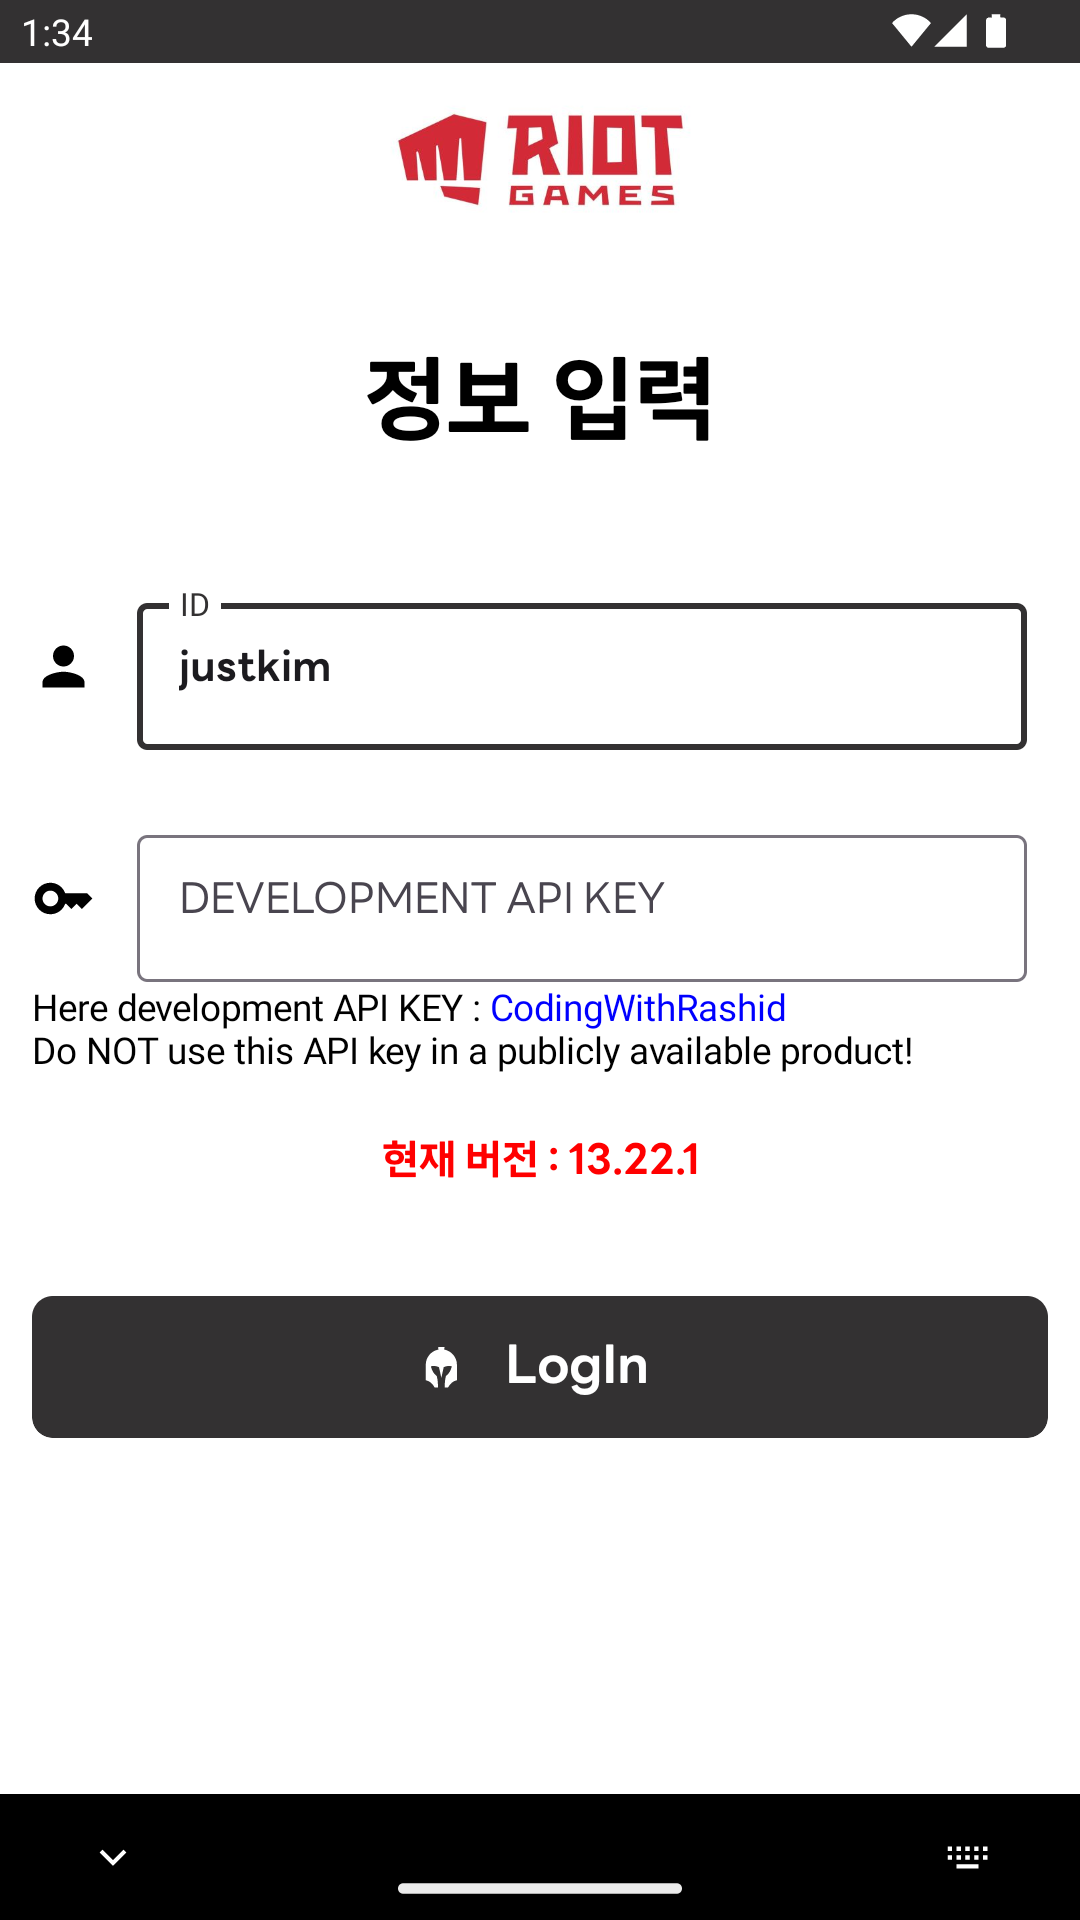 1:34
RIOT
GAMES
정보 입력
ID
justkim
DEVELOPMENT API KEY
Here development API KEY : CodingWithRashid
Do NOT use this API key in a publicly available product!
현재 버전 : 13.22.1
LogIn